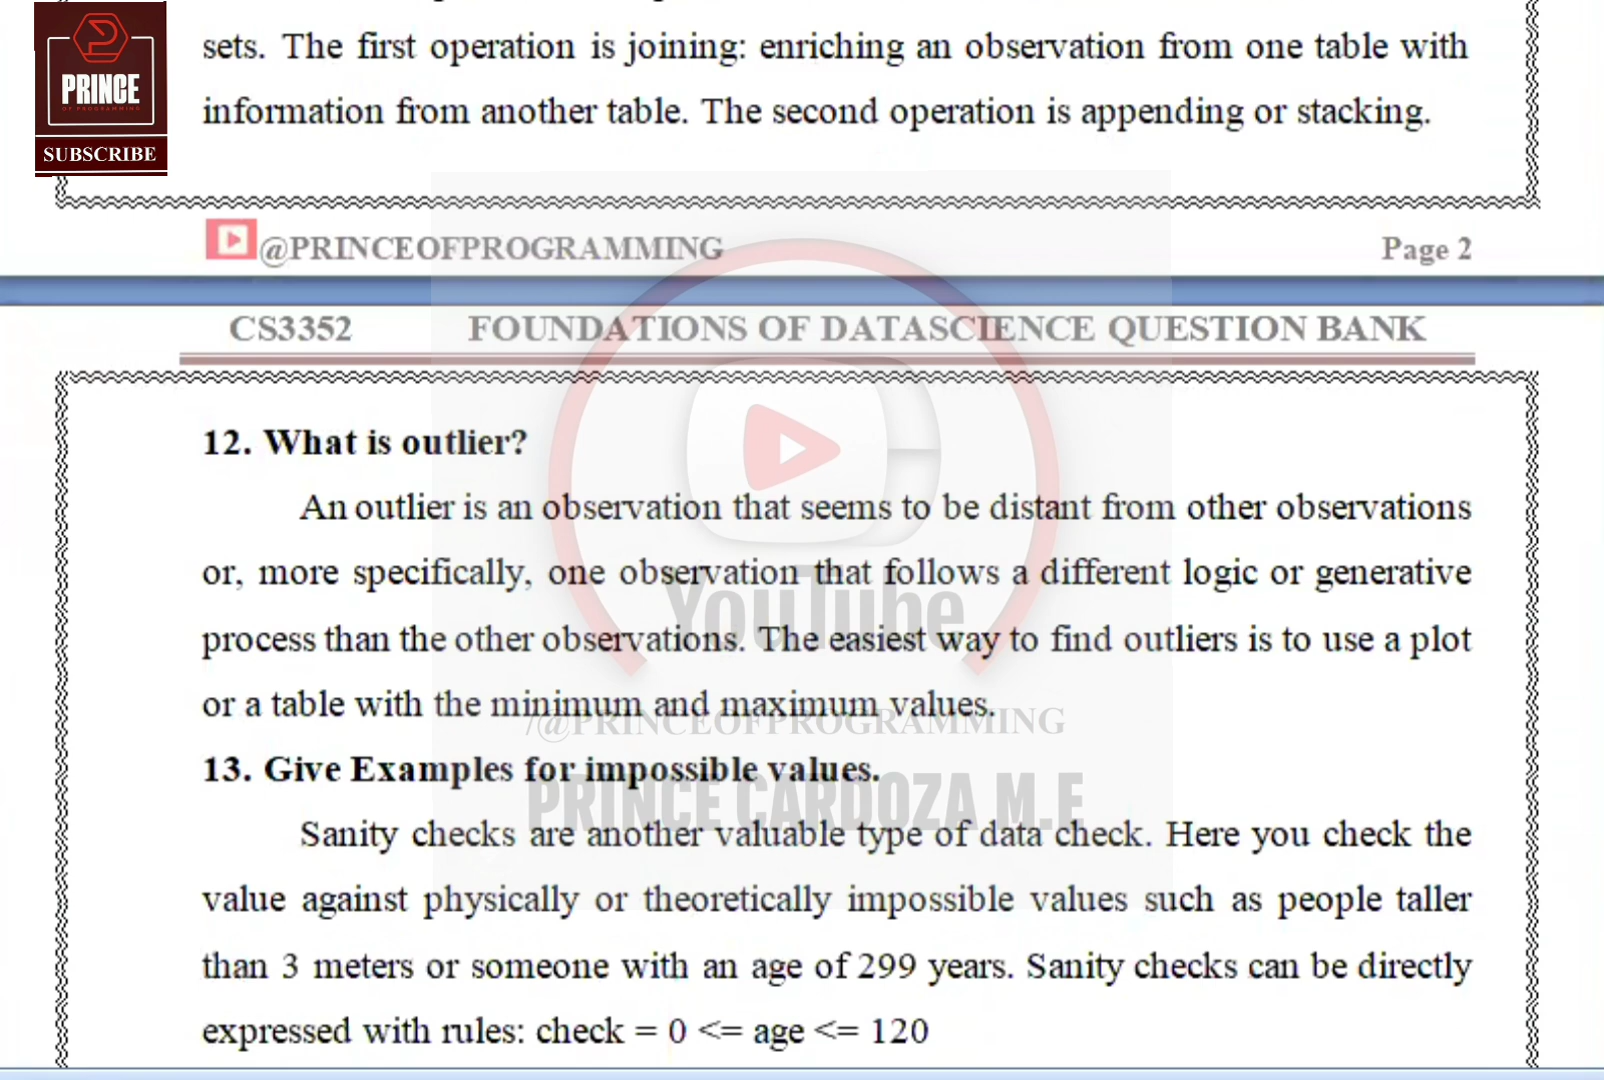 PRINCE
SUBSCRIBE
sets. The first operation is joining: enriching an observation from one table with
information from another table. The second operation is appending or stacking.
@PRINCEOFPROGRAMMING
Page 2
CS3352 FOUNDATIONS OF DATASCIENCE QUESTION BANK
12. What is outlier?
An outlier is an observation that seems to be distant from other observations
or, more specifically, one observation that follows a different logic or generative
YouTube
process than the other observations. The easiest way to find outliers is to use a plot
or a table with the minimum and maximum values.
/@PRINCEOFPROGRAMMING
13. Give Examples for impossible values.
PRINCE CARDOZA M.E
Sanity checks are another valuable type of data check. Here you check the
value against physically or theoretically impossible values such as people taller
than 3 meters or someone with an age of 299 years. Sanity checks can be directly
expressed with rules: check = 0 <= age <= 120